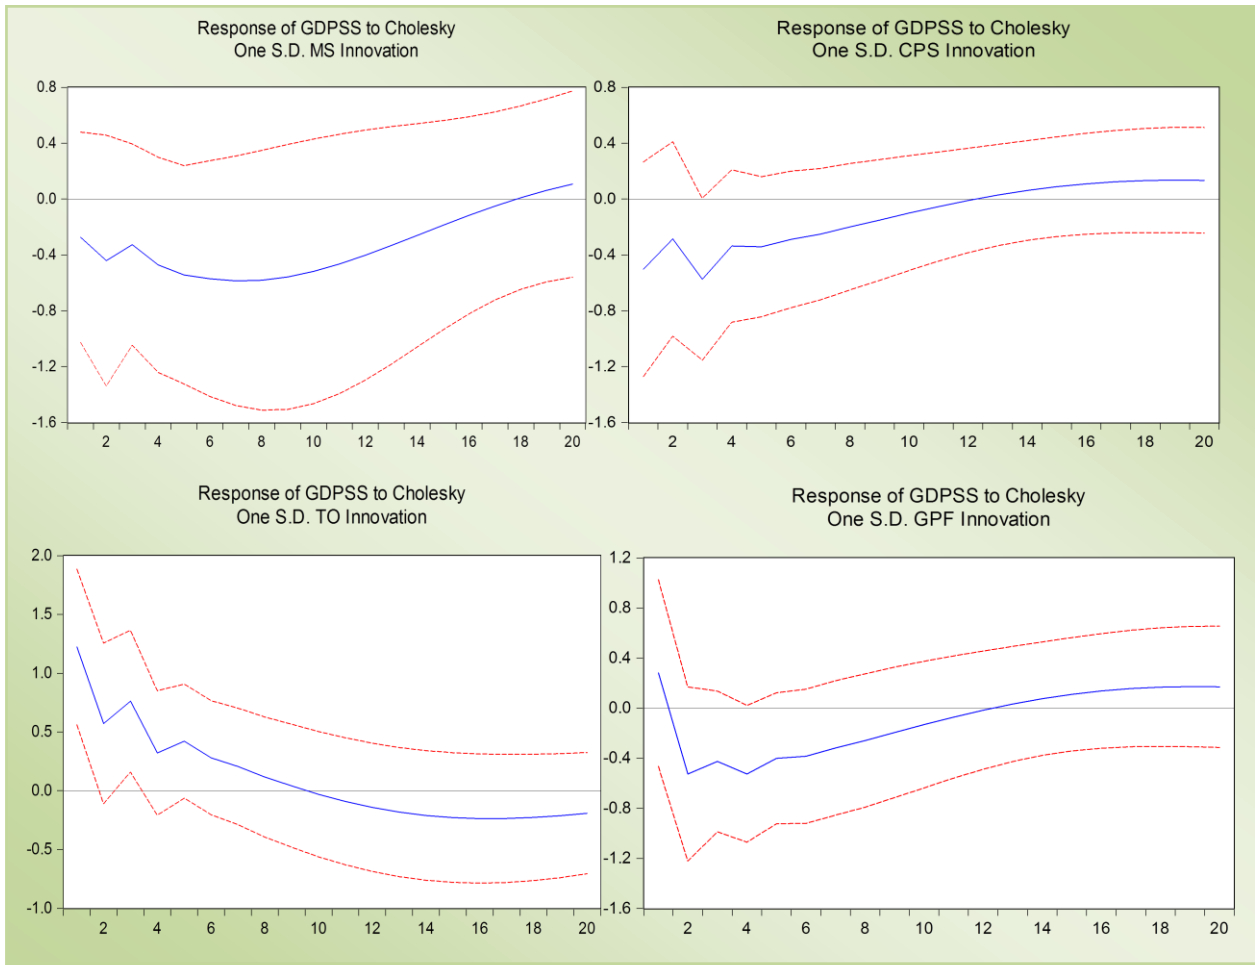 Response of GDPSS to Cholesky
One S.D. MS Innovation
0.8
0.4
0.0
-0.4
-0.8
-1.2
-1.6
2 4 6 8 10 12 14 16 18 20
Response of GDPSS to Cholesky
One S.D. CPS Innovation
0.8
0.4
0.0
-0.4
-0.8
-1.2
-1.6
2 4 6 8 10 12 14 16 18 20
Response of GDPSS to Cholesky
One S.D. TO Innovation
2.0
1.5
1.0
0.5
0.0
-0.5
-1.0
2 4 6 8 10 12 14 16 18 20
Response of GDPSS to Cholesky
One S.D. GPF Innovation
1.2
0.8
0.4
0.0
-0.4
-0.8
-1.2
-1.6
2 4 6 8 10 12 14 16 18 20